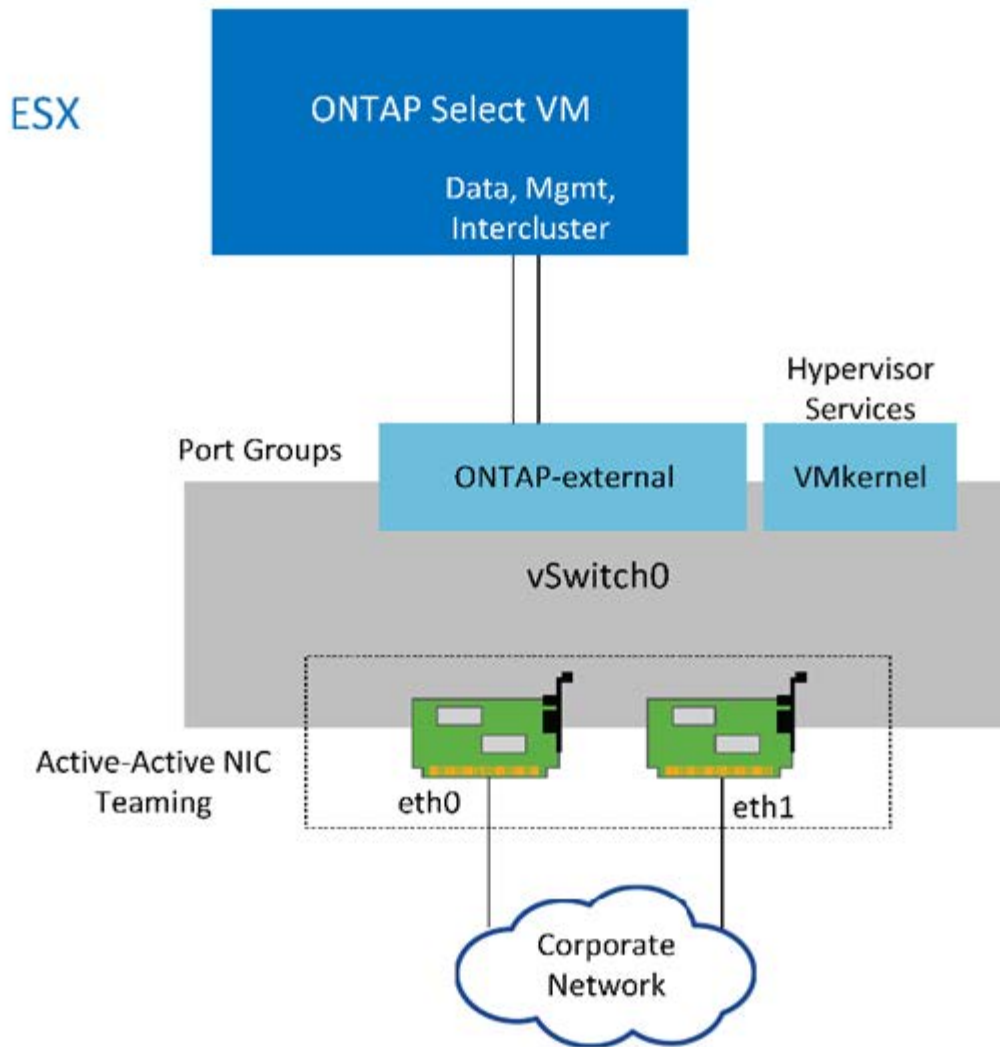 ESX
ONTAP Select VM
Data, Mgmt,
Intercluster
Hypervisor
Services
Port Groups
ONTAP-external
VMkernel
vSwitch0
Active-Active NIC
Teaming
eth0
eth1
Corporate
Network